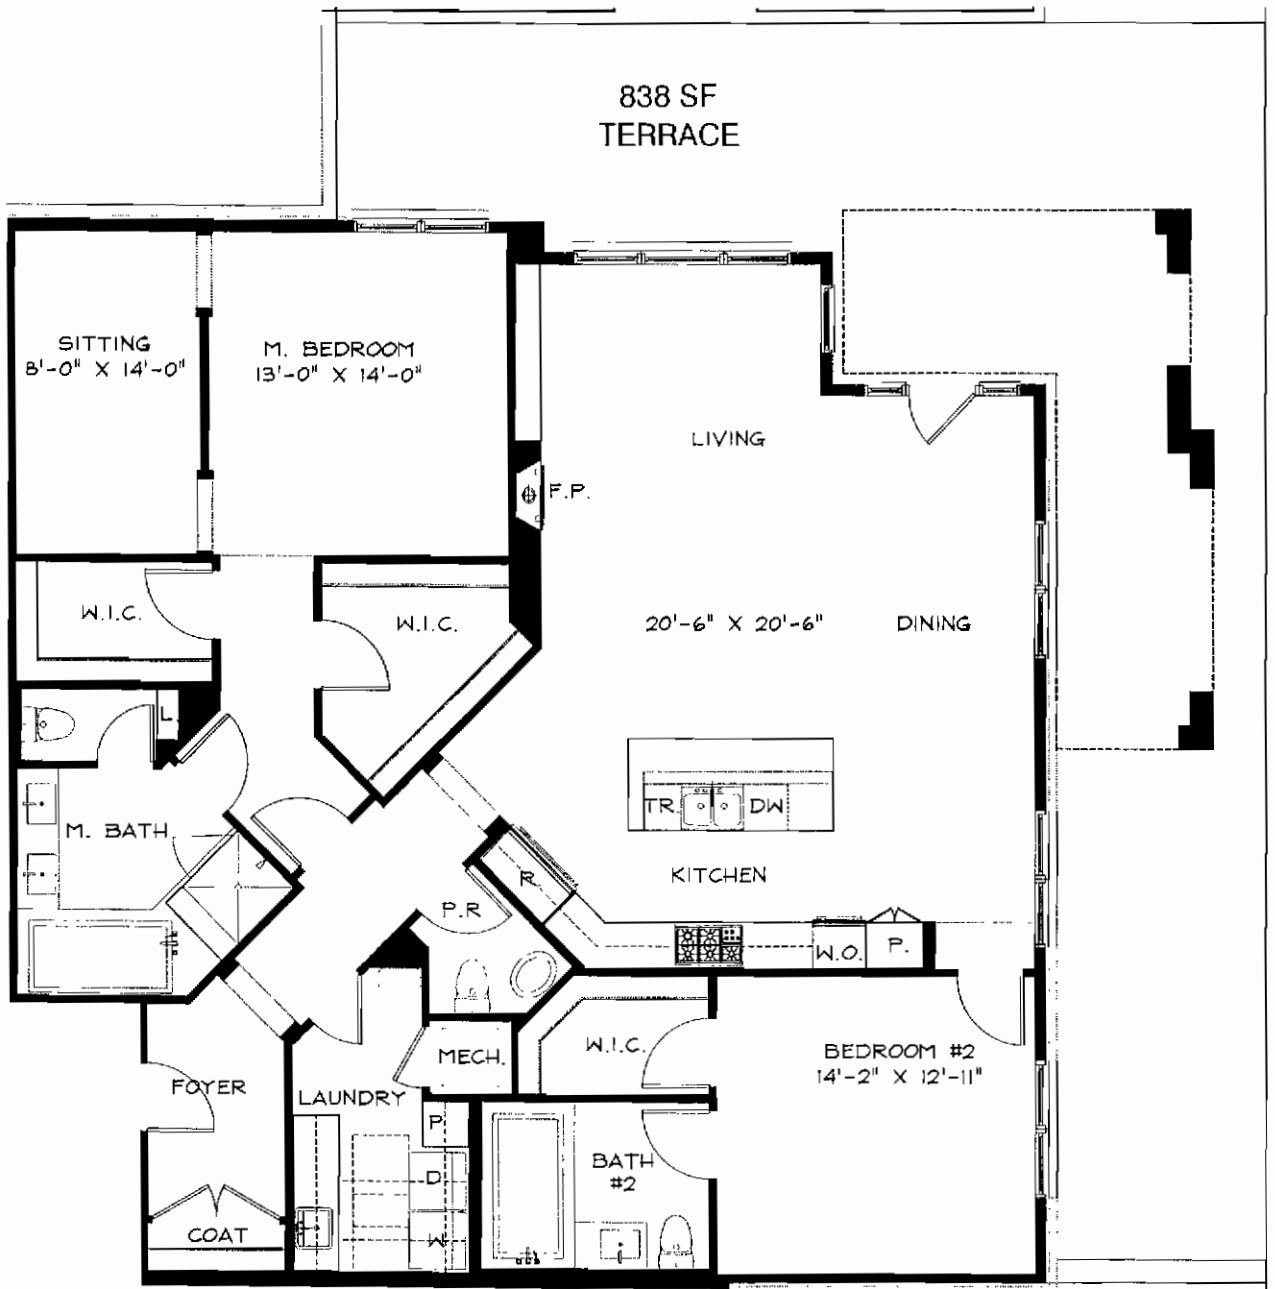 838 SF
TERRACE
SITTING
8'-0" X 14'-0"
M. BEDROOM
13'-0" X 14'-0"
LIVING
F.P.
W.I.C.
W.I.C.
20'-6" X 20'-6"
DINING
L
TR.
DW
M. BATH
KITCHEN
R.
P.R
W.O.
P.
MECH.
W.I.C.
BEDROOM #2
14'-2" X 12'-11"
FOYER
LAUNDRY
P
BATH
#2
D
W
COAT